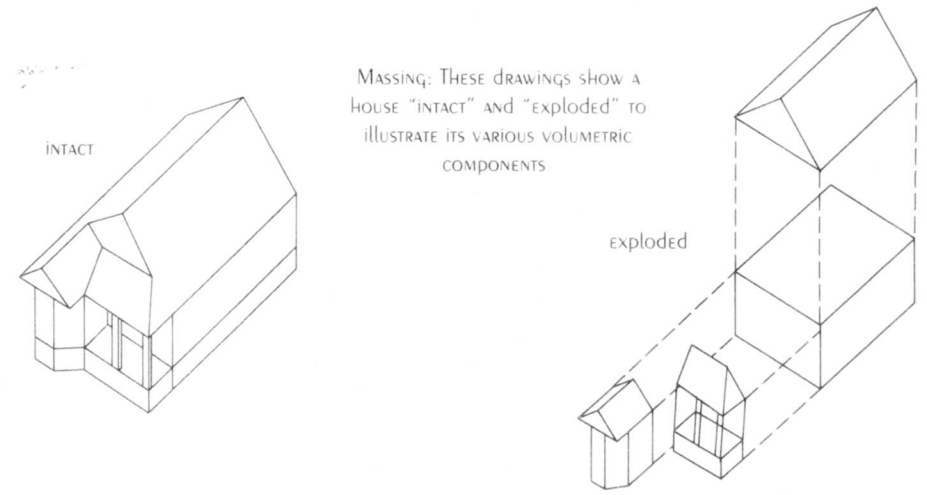 MASSING: THESE DRAWINGS SHOW A
HOUSE "INTACT" AND "EXPLODED" TO
ILLUSTRATE ITS VARIOUS VOLUMETRIC
COMPONENTS
INTACT
EXPLODED